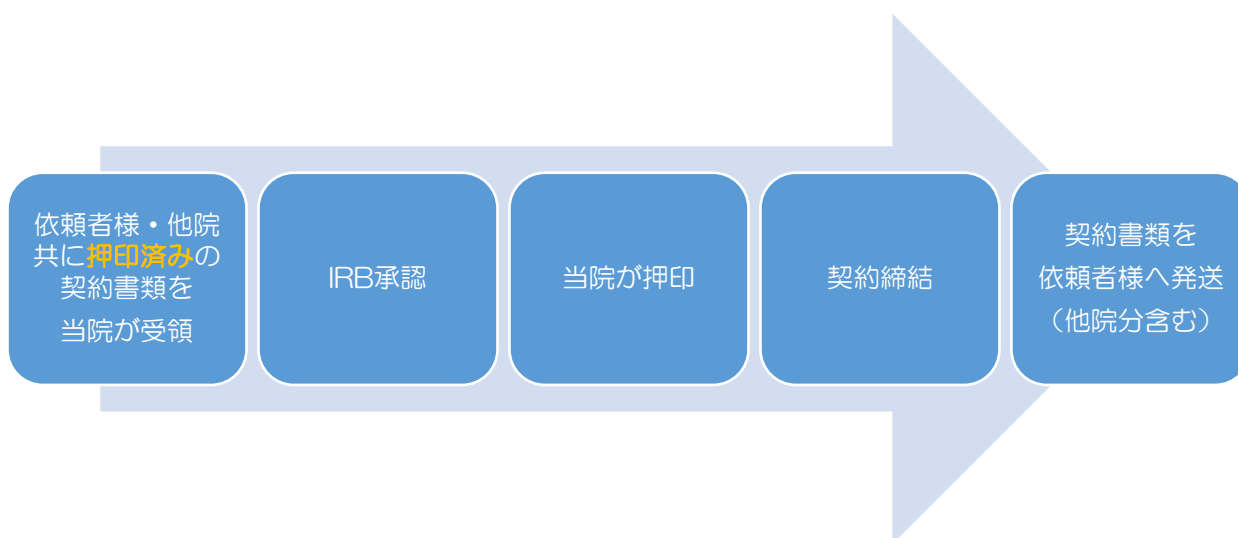 依頼者様・他院
共に押印済みの
契約書類を
当院が受領
IRB承認
当院が押印
契約締結
契約書類を
依頼者様へ発送
（他院分含む）